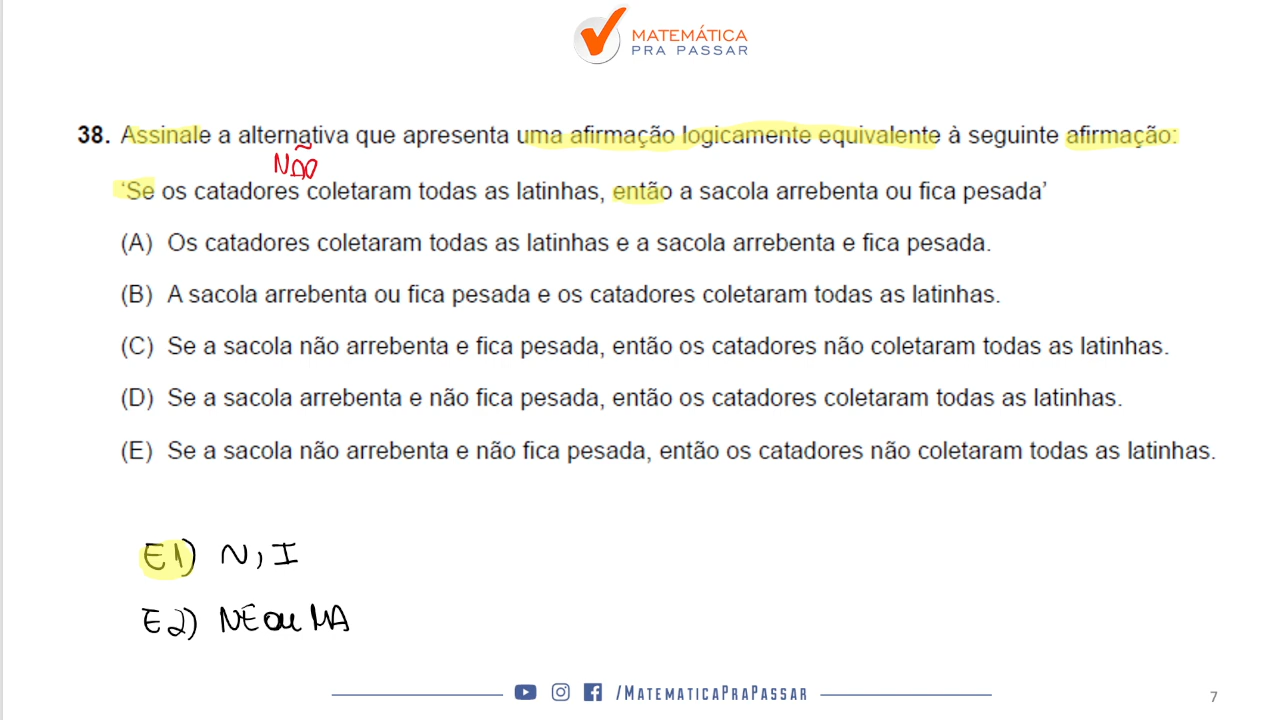 MATEMÁTICA
PRA PASSAR
38. Assinale a alternativa que apresenta uma afirmação logicamente equivalente à seguinte afirmação:
NÃO
‘Se os catadores coletaram todas as latinhas, então a sacola arrebenta ou fica pesada’
(A) Os catadores coletaram todas as latinhas e a sacola arrebenta e fica pesada.
(B) A sacola arrebenta ou fica pesada e os catadores coletaram todas as latinhas.
(C) Se a sacola não arrebenta e fica pesada, então os catadores não coletaram todas as latinhas.
(D) Se a sacola arrebenta e não fica pesada, então os catadores coletaram todas as latinhas.
(E) Se a sacola não arrebenta e não fica pesada, então os catadores não coletaram todas as latinhas.
E1) N, I
E2) NE ou MA
/MATEMATICAPRAPASSAR
7